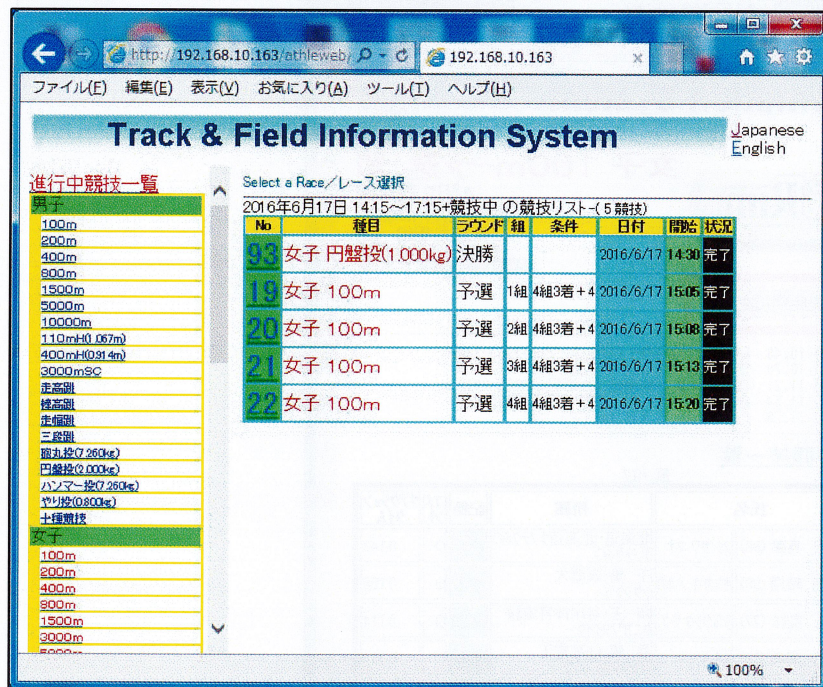 http://192.168.10.163/athleweb/
192.168.10.163
ファイル(F) 編集(E) 表示(V) お気に入り(A) ツール(T) ヘルプ(H)
Track & Field Information System
Japanese
English
進行中競技一覧
男子
100m
200m
400m
800m
1500m
5000m
10000m
110mH(1.067m)
400mH(0.914m)
3000mSC
走高跳
棒高跳
走幅跳
三段跳
砲丸投(7.260kg)
円盤投(2.000kg)
ハンマー投(7.260kg)
やり投(0.800kg)
十種競技
女子
100m
200m
400m
800m
1500m
3000m
5000m
Select a Race／レース選択
2016年6月17日 14:15～17:15+競技中 の競技リスト-( 5 競技)
No 種目 ラウンド 組 条件 日付 開始 状況
93 女子 円盤投(1.000kg) 決勝 2016/6/17 14:30 完了
19 女子 100m 予選 1組 4組3着＋4 2016/6/17 15:05 完了
20 女子 100m 予選 2組 4組3着＋4 2016/6/17 15:08 完了
21 女子 100m 予選 3組 4組3着＋4 2016/6/17 15:13 完了
22 女子 100m 予選 4組 4組3着＋4 2016/6/17 15:20 完了
100%